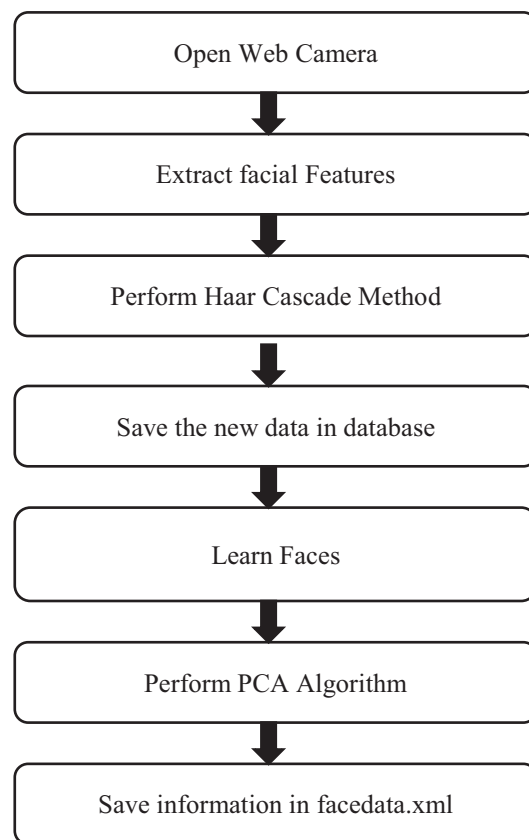 Open Web Camera
Extract facial Features
Perform Haar Cascade Method
Save the new data in database
Learn Faces
Perform PCA Algorithm
Save information in facedata.xml